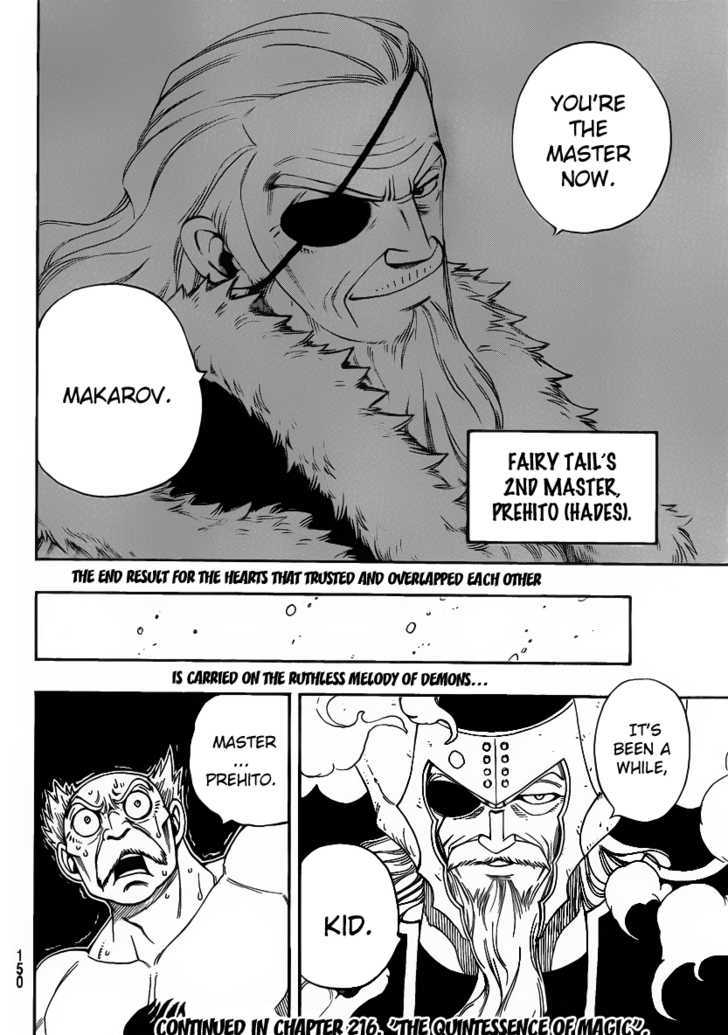 YOU'RE
THE
MASTER
NOW.
MAKAROV.
FAIRY TAIL'S
2ND MASTER,
PREHITO (HADES).
THE END RESULT FOR THE HEARTS THAT TRUSTED AND OVERLAPPED EACH OTHER
IS CARRIED ON THE RUTHLESS MELODY OF DEMONS...
MASTER
...
PREHITO.
IT'S
BEEN A
WHILE,
KID.
150
CONTINUED IN CHAPTER 216, "THE QUINTESSENCE OF MAGIC".